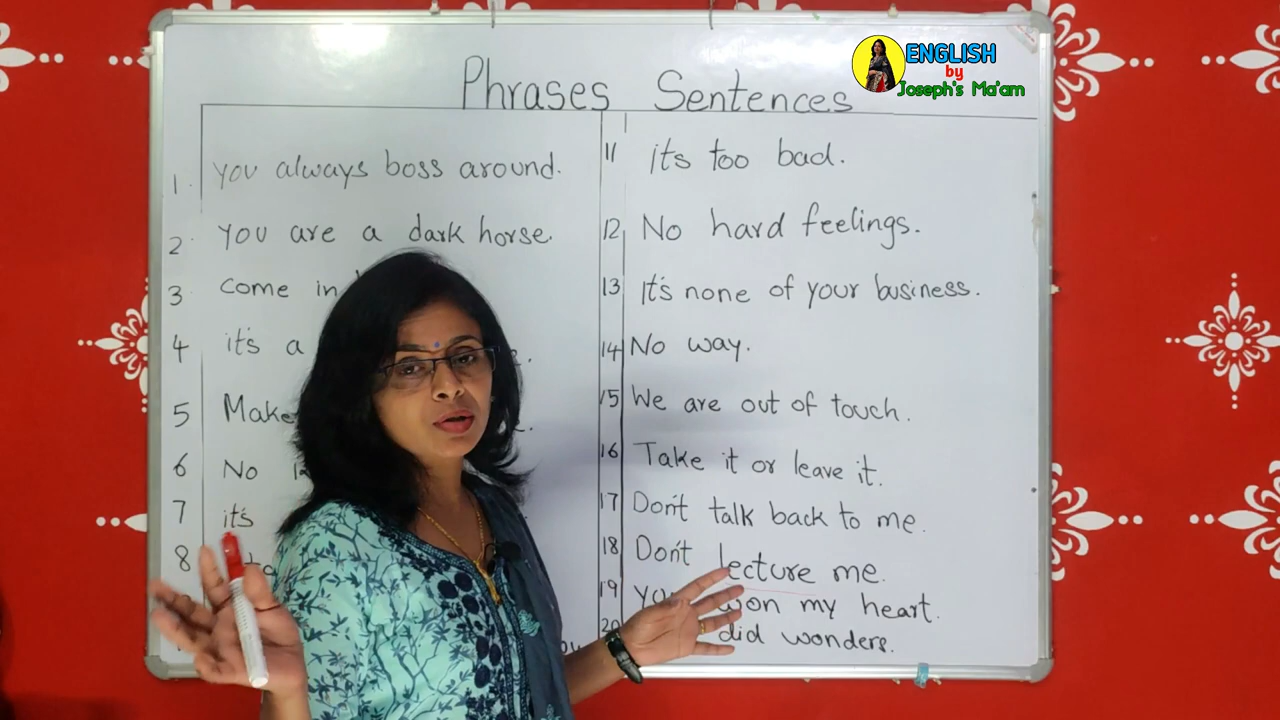 ENGLISH
by
Joseph's Ma'am
Phrases Sentences
1. you always boss around.
2. you are a dark horse.
3 come in
4 it's a
5 Make
6 No
7 it's
8
11 it's too bad.
12 No hard feelings.
13 It's none of your business.
14 No way.
15 We are out of touch.
16 Take it or leave it.
17 Don't talk back to me.
18 Don't lecture me.
19 won my heart.
20 did wonders.